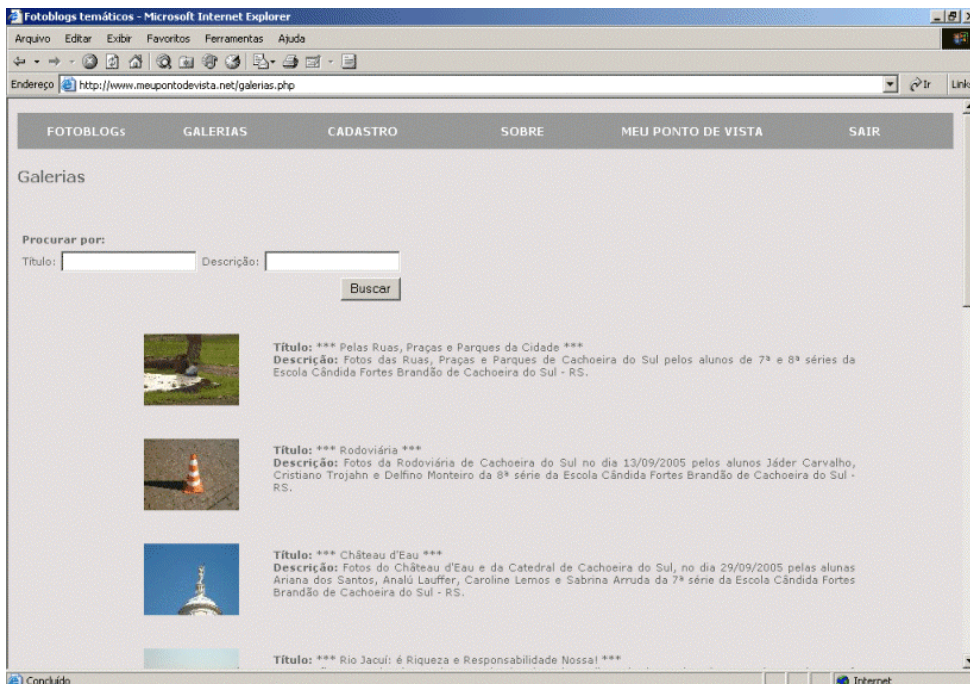 Fotoblogs temáticos - Microsoft Internet Explorer
Arquivo Editar Exibir Favoritos Ferramentas Ajuda
Endereço http://www.meupontodevista.net/galerias.php Ir Link
FOTOBLOGs GALERIAS CADASTRO SOBRE MEU PONTO DE VISTA SAIR
Galerias
Procurar por:
Título: Descrição:
Buscar
Título: *** Pelas Ruas, Praças e Parques da Cidade ***
Descrição: Fotos das Ruas, Praças e Parques de Cachoeira do Sul pelos alunos de 7ª e 8ª séries da
Escola Cândida Fortes Brandão de Cachoeira do Sul - RS.
Título: *** Rodoviária ***
Descrição: Fotos da Rodoviária de Cachoeira do Sul no dia 13/09/2005 pelos alunos Jáder Carvalho,
Cristiano Trojahn e Delfino Monteiro da 8ª série da Escola Cândida Fortes Brandão de Cachoeira do Sul -
RS.
Título: *** Château d'Eau ***
Descrição: Fotos do Château d'Eau e da Catedral de Cachoeira do Sul, no dia 29/09/2005 pelas alunas
Ariana dos Santos, Analú Lauffer, Caroline Lemos e Sabrina Arruda da 7ª série da Escola Cândida Fortes
Brandão de Cachoeira do Sul - RS.
Título: *** Rio Jacuí: é Riqueza e Responsabilidade Nossa! ***
Concluído Internet